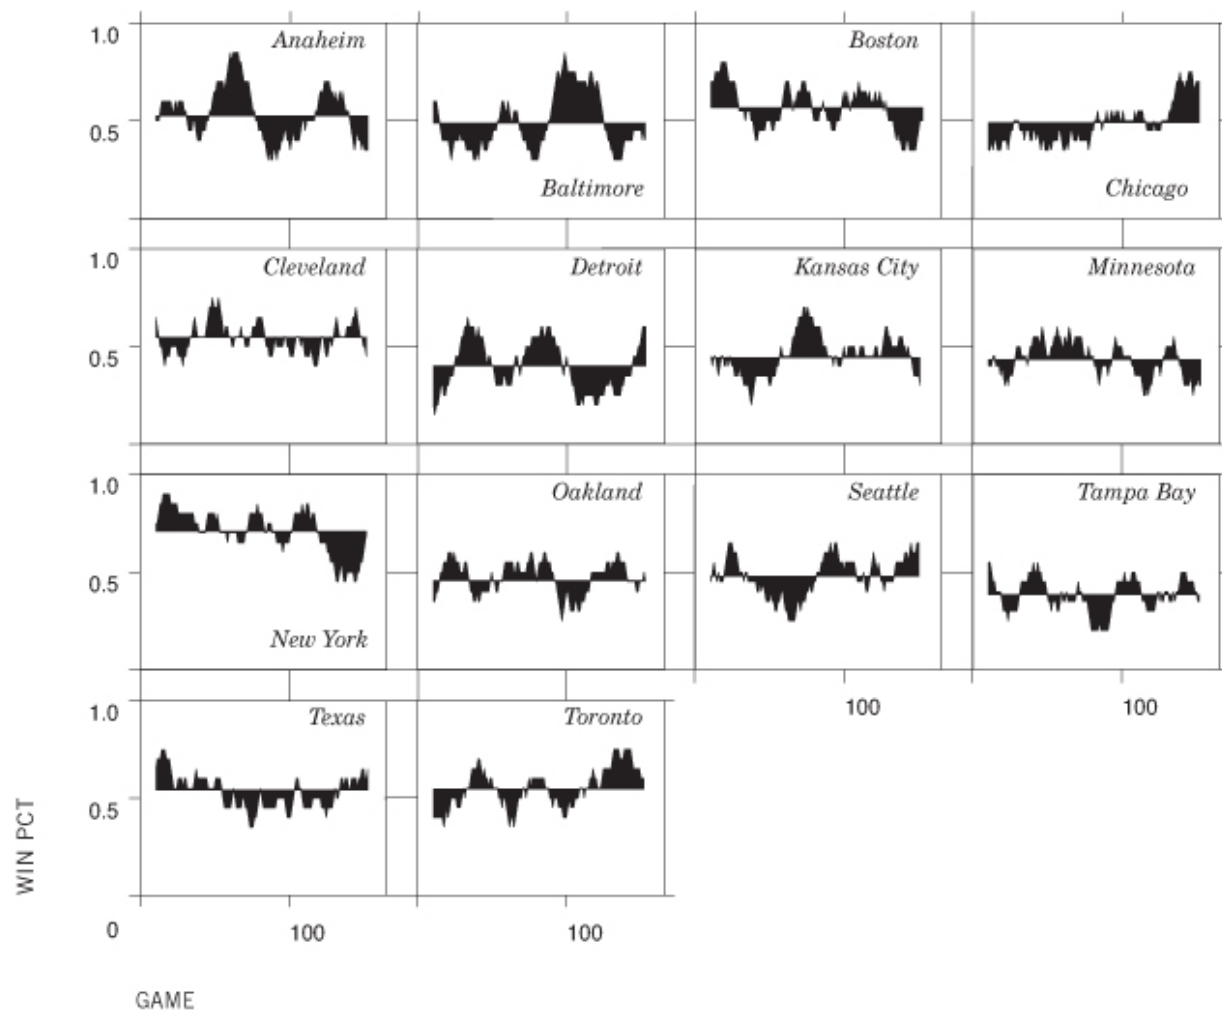 1.0 Anaheim Boston
0.5
Baltimore Chicago
1.0 Cleveland Detroit Kansas City Minnesota
0.5
1.0 Oakland Seattle Tampa Bay
0.5
New York
100 100
1.0 Texas Toronto
0.5
WIN PCT
0 100 100
GAME